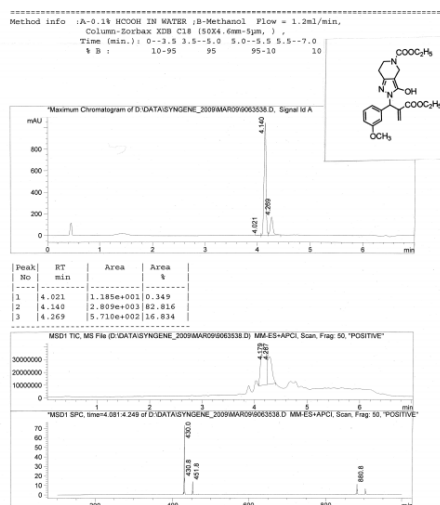 Method info :A-0.1% HCOOH IN WATER ;B-Methanol Flow = 1.2ml/min,
Column-Zorbax XDB C18 (50X4.6mm-5µm, ) ,
Time (min.): 0--3.5 3.5--5.0 5.0--5.5 5.5--7.0
% B : 10-95 95 95-10 10
COOC₂H₅
N
N
N
OH
COOC₂H₅
OCH₃
*Maximum Chromatogram of D:\DATA\SYNGENE_2009\MAR09\9063538.D, Signal Id A
mAU
800
600
400
200
0
4.021
4.140
4.269
1 2 3 4 5 6 min
|Peak| RT | Area | Area |
| No | min | | % |
|1 |4.021 |1.185e+001|0.349
|2 |4.140 |2.809e+003|82.816
|3 |4.269 |5.710e+002|16.834
MSD1 TIC, MS File (D:\DATA\SYNGENE_2009\MAR09\9063538.D) MM-ES+APCI, Scan, Frag: 50, "POSITIVE"
30000000
20000000
10000000
0
4.179
4.287
1 2 3 4 5 6 min
*MSD1 SPC, time=4.081:4.249 of D:\DATA\SYNGENE_2009\MAR09\9063538.D MM-ES+APCI, Scan, Frag: 50, "POSITIVE"
70
60
50
40
30
20
10
0
430.0
430.8
451.8
880.8